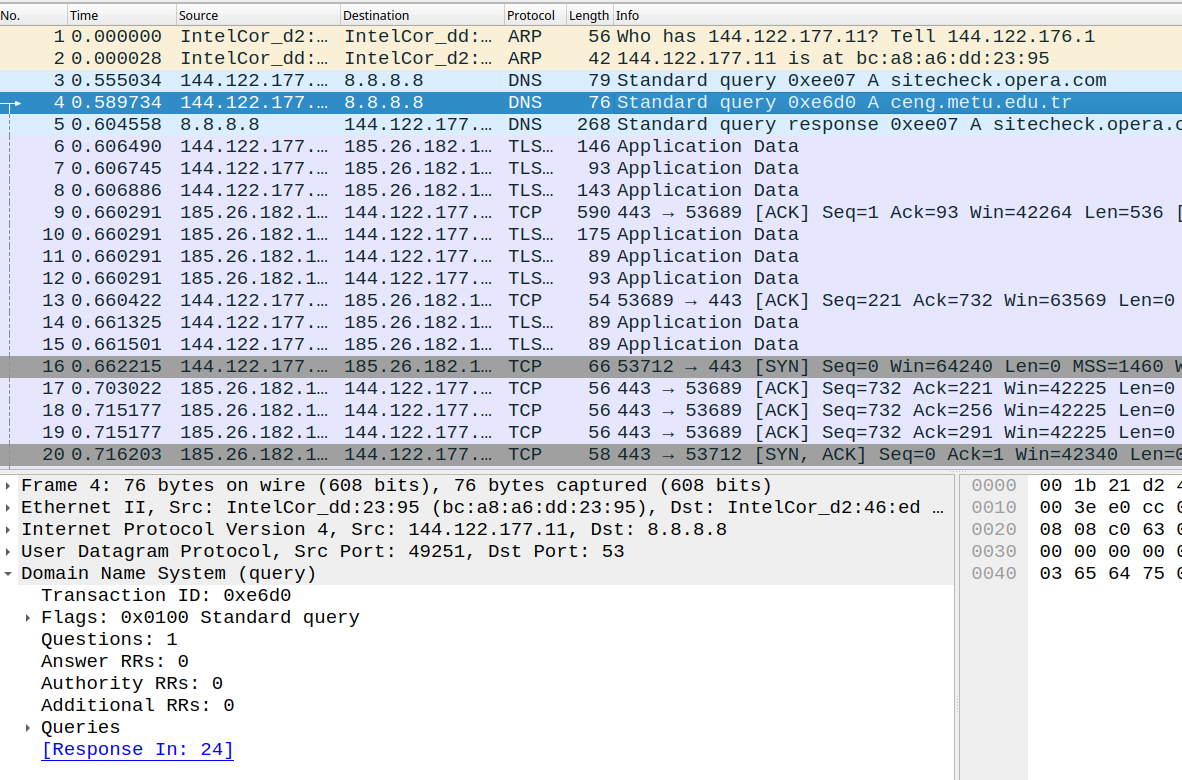 No. Time Source Destination Protocol Length Info
1 0.000000 IntelCor_d2:… IntelCor_dd:… ARP 56 Who has 144.122.177.11? Tell 144.122.176.1
2 0.000028 IntelCor_dd:… IntelCor_d2:… ARP 42 144.122.177.11 is at bc:a8:a6:dd:23:95
3 0.555034 144.122.177.… 8.8.8.8 DNS 79 Standard query 0xee07 A sitecheck.opera.com
4 0.589734 144.122.177.… 8.8.8.8 DNS 76 Standard query 0xe6d0 A ceng.metu.edu.tr
5 0.604558 8.8.8.8 144.122.177.… DNS 268 Standard query response 0xee07 A sitecheck.opera.c
6 0.606490 144.122.177.… 185.26.182.1… TLS… 146 Application Data
7 0.606745 144.122.177.… 185.26.182.1… TLS… 93 Application Data
8 0.606886 144.122.177.… 185.26.182.1… TLS… 143 Application Data
9 0.660291 185.26.182.1… 144.122.177.… TCP 590 443 → 53689 [ACK] Seq=1 Ack=93 Win=42264 Len=536 [
10 0.660291 185.26.182.1… 144.122.177.… TLS… 175 Application Data
11 0.660291 185.26.182.1… 144.122.177.… TLS… 89 Application Data
12 0.660291 185.26.182.1… 144.122.177.… TLS… 93 Application Data
13 0.660422 144.122.177.… 185.26.182.1… TCP 54 53689 → 443 [ACK] Seq=221 Ack=732 Win=63569 Len=0
14 0.661325 144.122.177.… 185.26.182.1… TLS… 89 Application Data
15 0.661501 144.122.177.… 185.26.182.1… TLS… 89 Application Data
16 0.662215 144.122.177.… 185.26.182.1… TCP 66 53712 → 443 [SYN] Seq=0 Win=64240 Len=0 MSS=1460 W
17 0.703022 185.26.182.1… 144.122.177.… TCP 56 443 → 53689 [ACK] Seq=732 Ack=221 Win=42225 Len=0
18 0.715177 185.26.182.1… 144.122.177.… TCP 56 443 → 53689 [ACK] Seq=732 Ack=256 Win=42225 Len=0
19 0.715177 185.26.182.1… 144.122.177.… TCP 56 443 → 53689 [ACK] Seq=732 Ack=291 Win=42225 Len=0
20 0.716203 185.26.182.1… 144.122.177.… TCP 58 443 → 53712 [SYN, ACK] Seq=0 Ack=1 Win=42340 Len=0
Frame 4: 76 bytes on wire (608 bits), 76 bytes captured (608 bits)
Ethernet II, Src: IntelCor_dd:23:95 (bc:a8:a6:dd:23:95), Dst: IntelCor_d2:46:ed …
Internet Protocol Version 4, Src: 144.122.177.11, Dst: 8.8.8.8
User Datagram Protocol, Src Port: 49251, Dst Port: 53
Domain Name System (query)
Transaction ID: 0xe6d0
Flags: 0x0100 Standard query
Questions: 1
Answer RRs: 0
Authority RRs: 0
Additional RRs: 0
Queries
[Response In: 24]
0000 00 1b 21 d2 4
0010 00 3e e0 cc 0
0020 08 08 c0 63 0
0030 00 00 00 00 0
0040 03 65 64 75 0